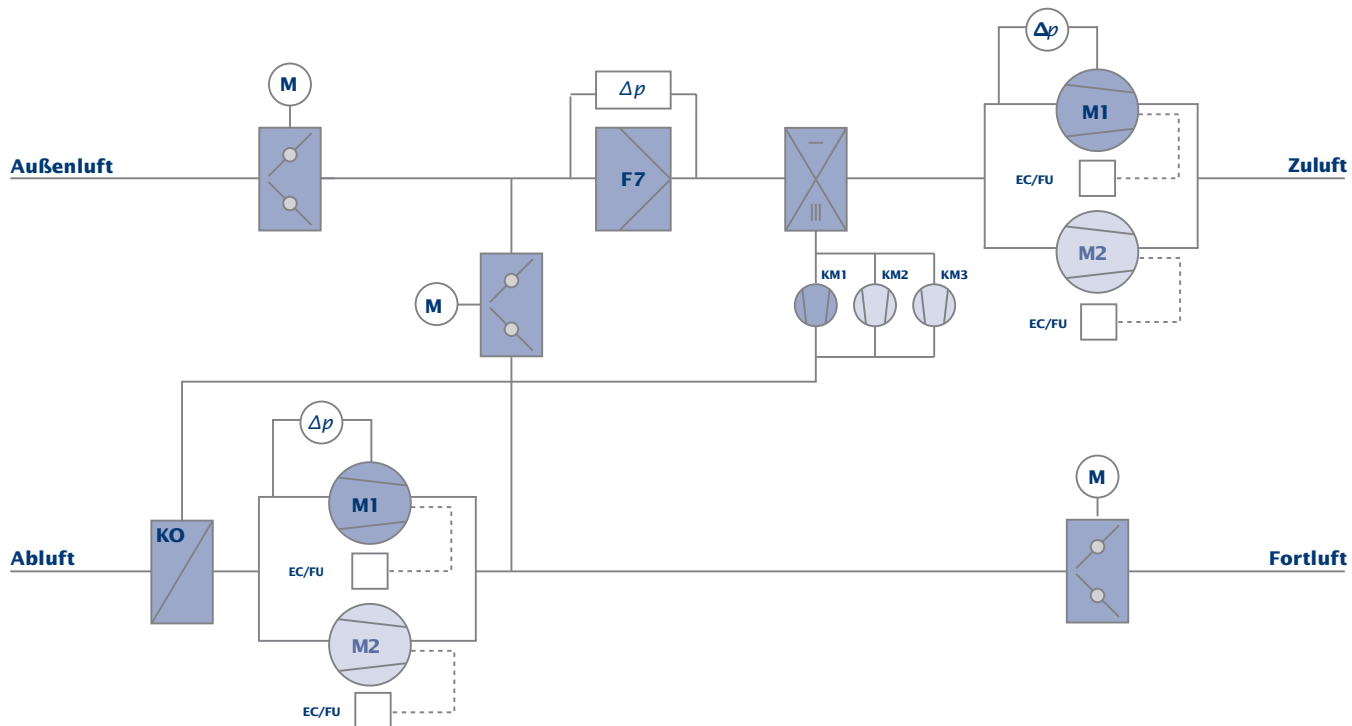 Δp
M
M1
Δp
Außenluft
F7
EC/FU
Zuluft
M2
KM1
KM2
KM3
M
EC/FU
Δp
M1
M
KO
Abluft
EC/FU
Fortluft
M2
EC/FU